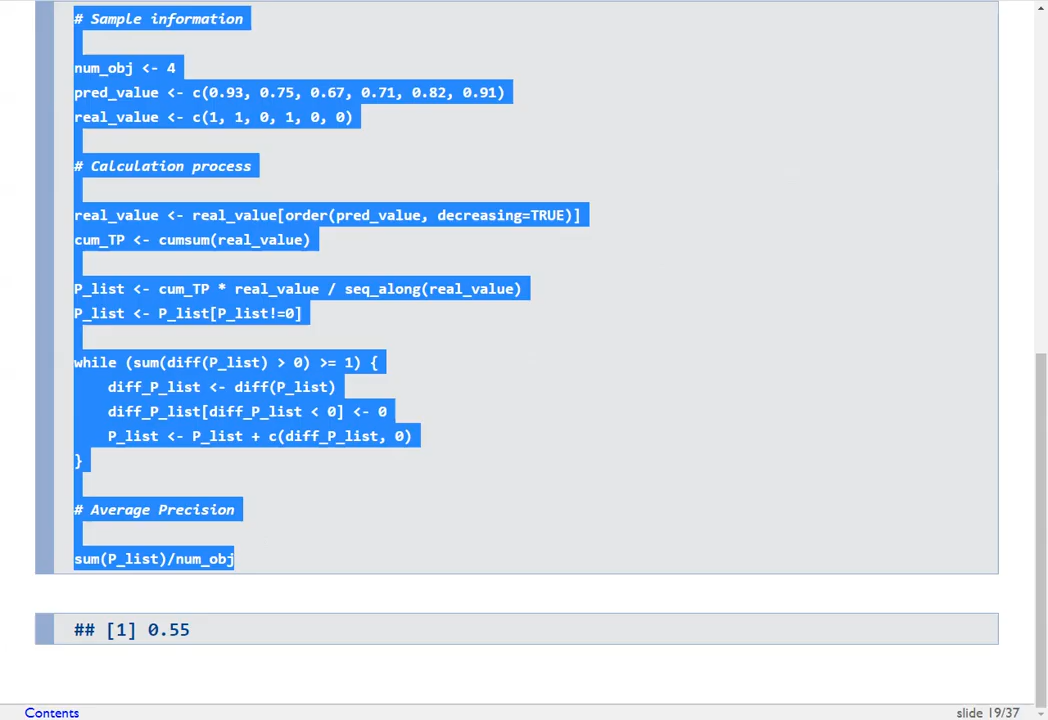 # Sample information
num_obj <- 4
pred_value <- c(0.93, 0.75, 0.67, 0.71, 0.82, 0.91)
real_value <- c(1, 1, 0, 1, 0, 0)
# Calculation process
real_value <- real_value[order(pred_value, decreasing=TRUE)]
cum_TP <- cumsum(real_value)
P_list <- cum_TP * real_value / seq_along(real_value)
P_list <- P_list[P_list!=0]
while (sum(diff(P_list) > 0) >= 1) {
    diff_P_list <- diff(P_list)
    diff_P_list[diff_P_list < 0] <- 0
    P_list <- P_list + c(diff_P_list, 0)
}
# Average Precision
sum(P_list)/num_obj
## [1] 0.55
Contents
slide 19/37